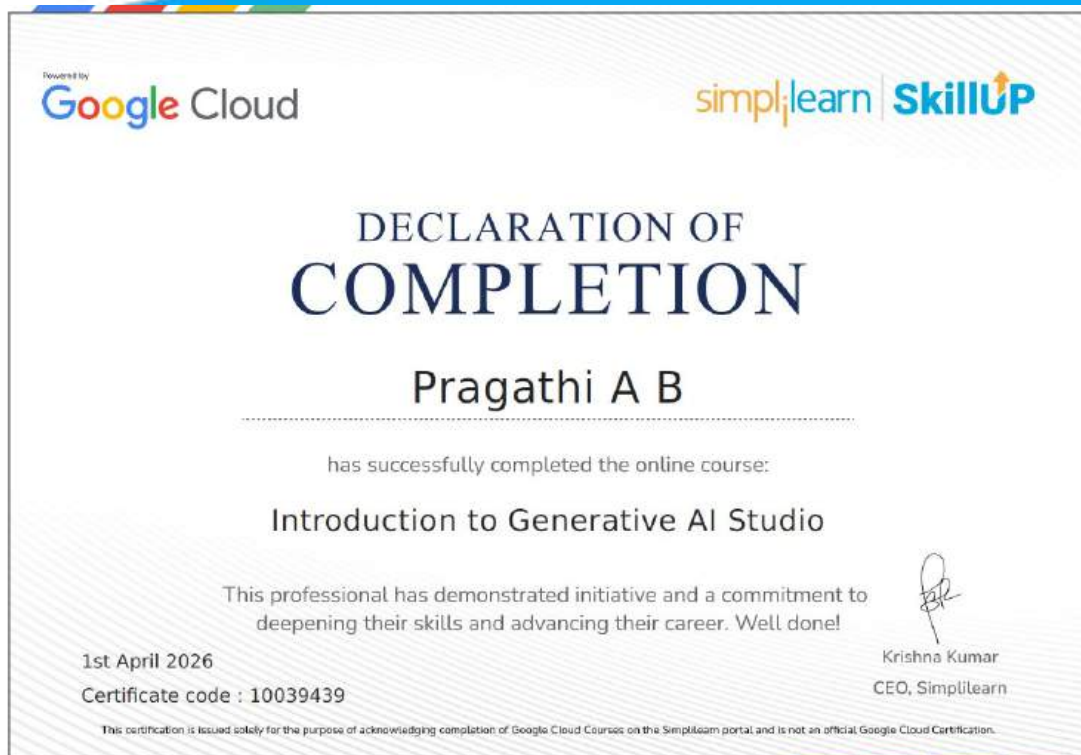 Powered by
Google Cloud
simplilearn | SkillUP
DECLARATION OF
COMPLETION
Pragathi A B
has successfully completed the online course:
Introduction to Generative AI Studio
This professional has demonstrated initiative and a commitment to
deepening their skills and advancing their career. Well done!
1st April 2026
Certificate code : 10039439
Krishna Kumar
CEO, Simplilearn
This certification is issued solely for the purpose of acknowledging completion of Google Cloud Courses on the Simplilearn portal and is not an official Google Cloud Certification.